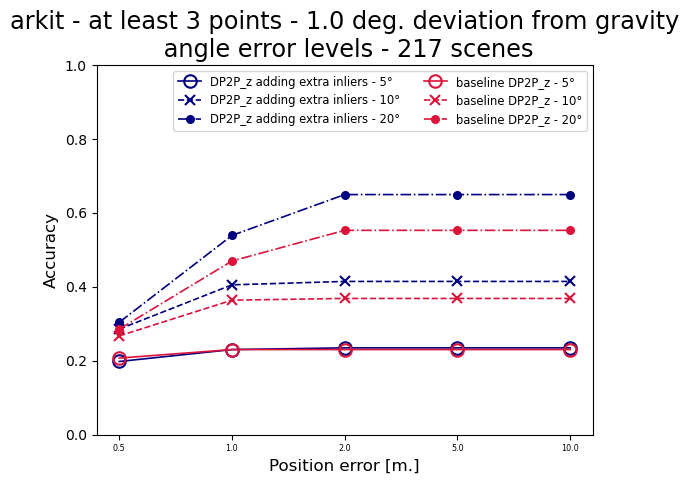 arkit - at least 3 points - 1.0 deg. deviation from gravity
angle error levels - 217 scenes
DP2P_z adding extra inliers - 5°
DP2P_z adding extra inliers - 10°
DP2P_z adding extra inliers - 20°
baseline DP2P_z - 5°
baseline DP2P_z - 10°
baseline DP2P_z - 20°
1.0
0.8
0.6
0.4
0.2
0.0
Accuracy
0.5 1.0 2.0 5.0 10.0
Position error [m.]